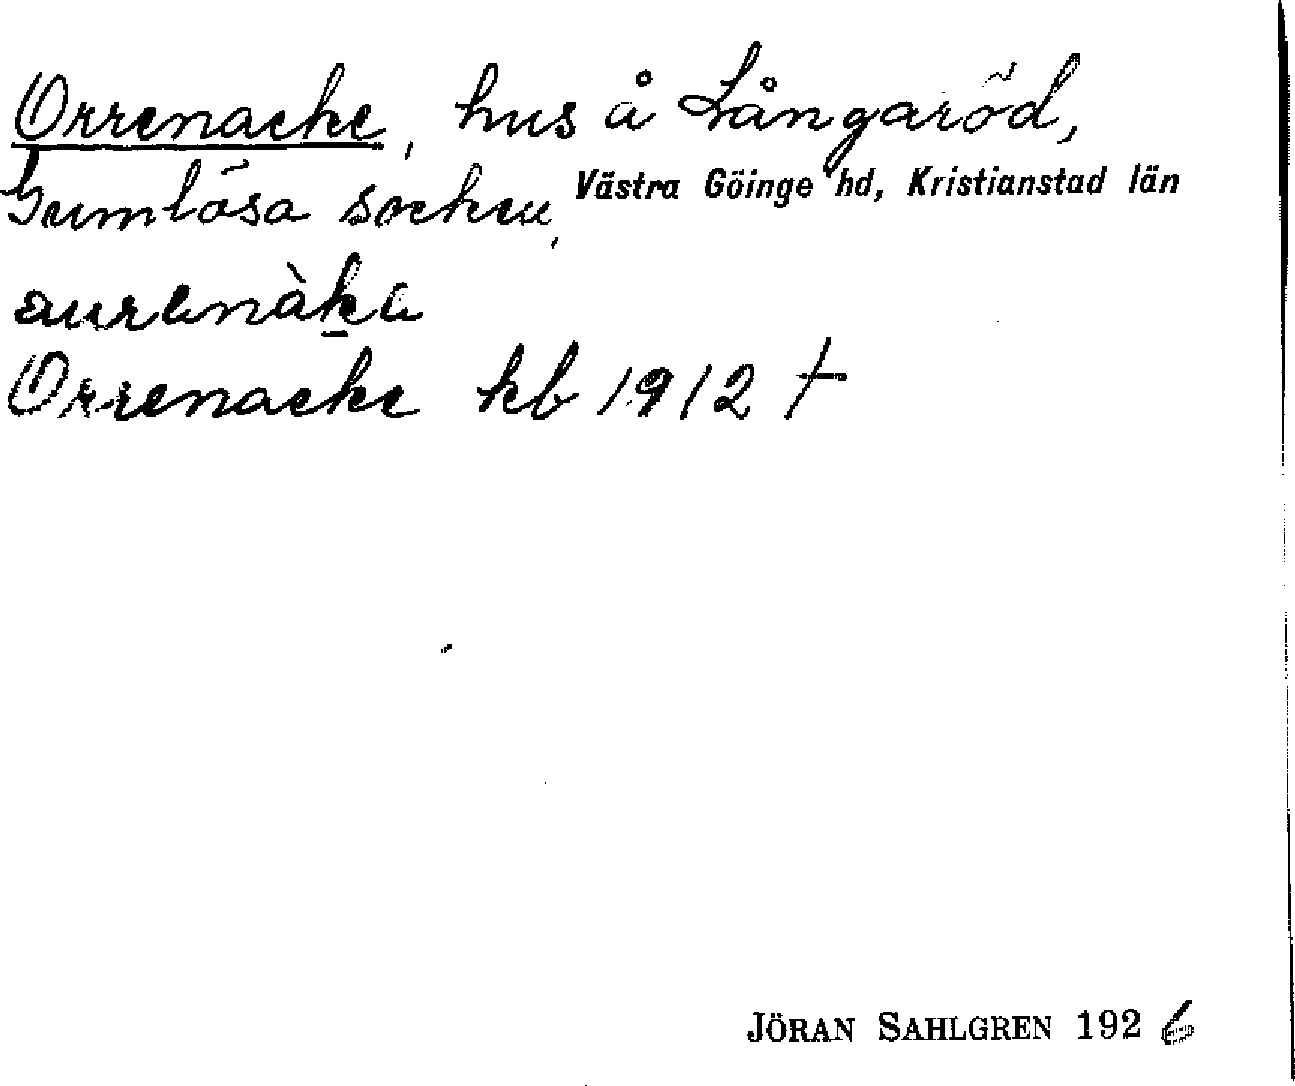 Orrenacke, hus å Långaröd,
Gumlösa socken, Västra Göinge hd, Kristianstad län
aurenàka
Orrenacke kb 1912 †
JÖRAN SAHLGREN 1926